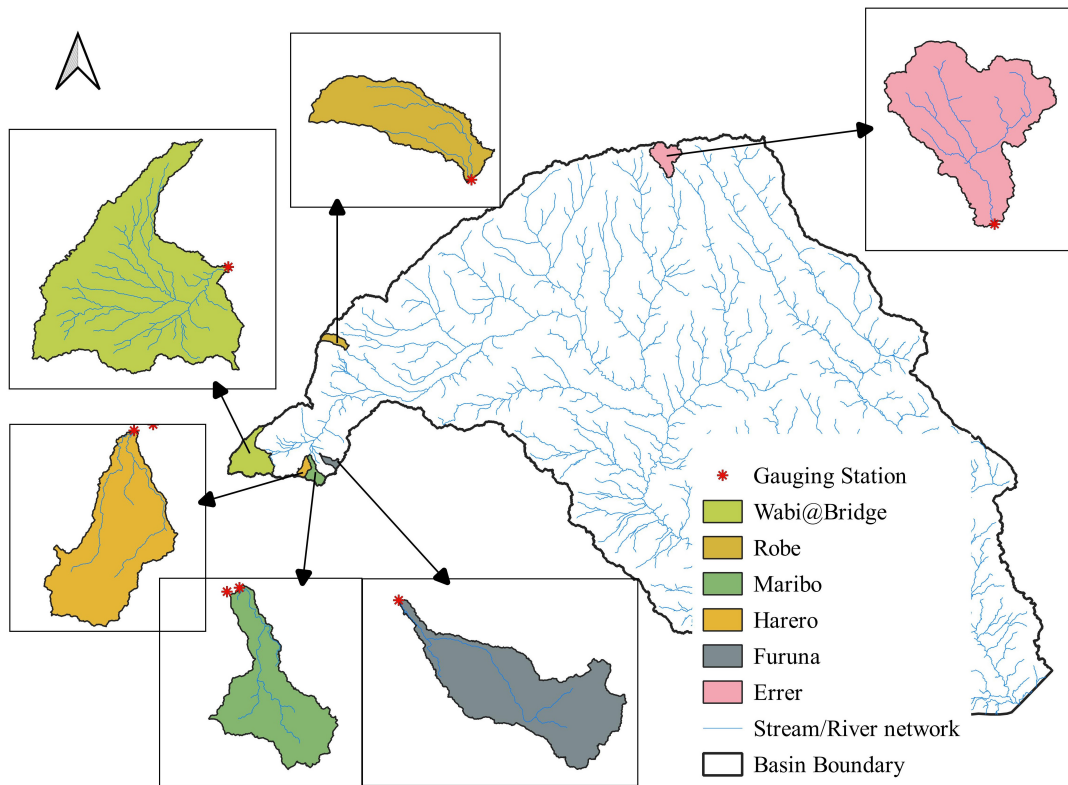 Gauging Station
Wabi@Bridge
Robe
Maribo
Harero
Furuna
Errer
Stream/River network
Basin Boundary